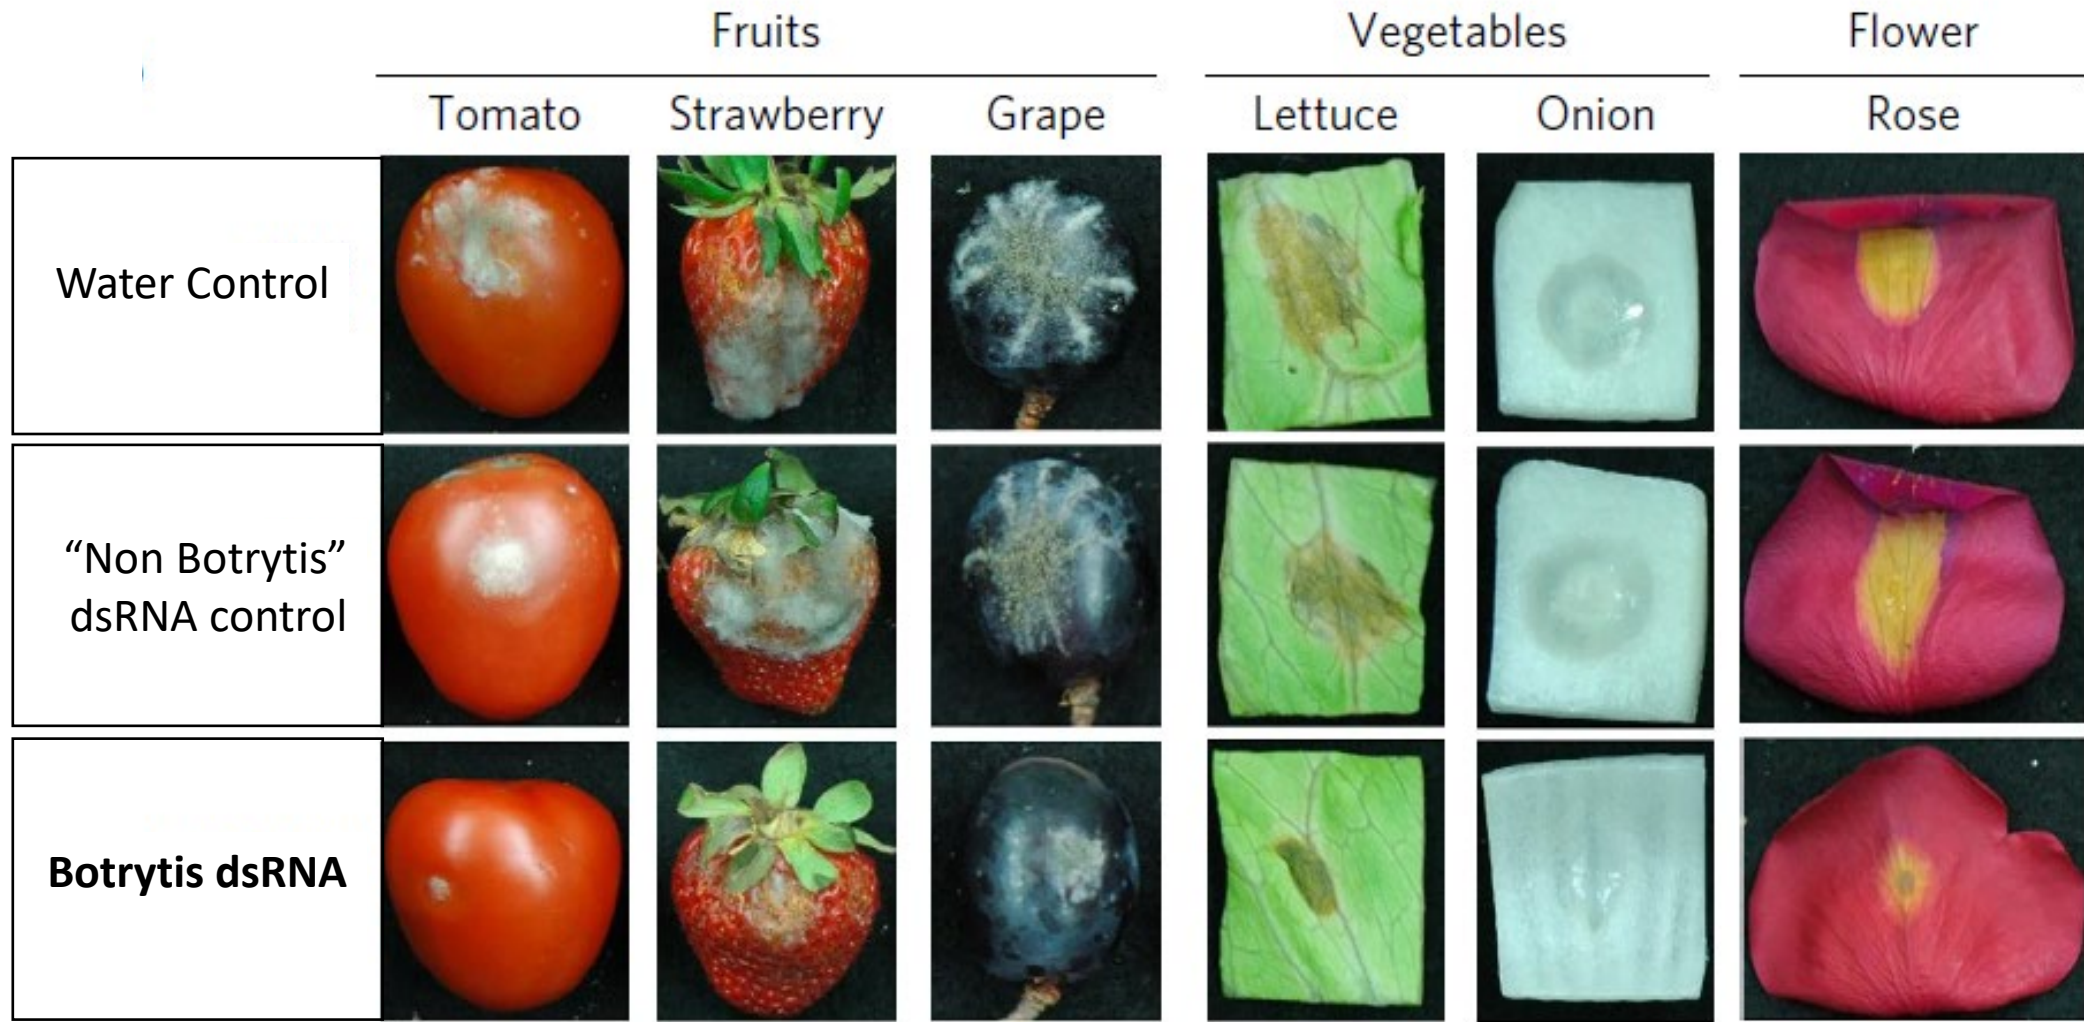 Fruits Vegetables Flower
Tomato Strawberry Grape Lettuce Onion Rose
Water Control
“Non Botrytis”
dsRNA control
Botrytis dsRNA